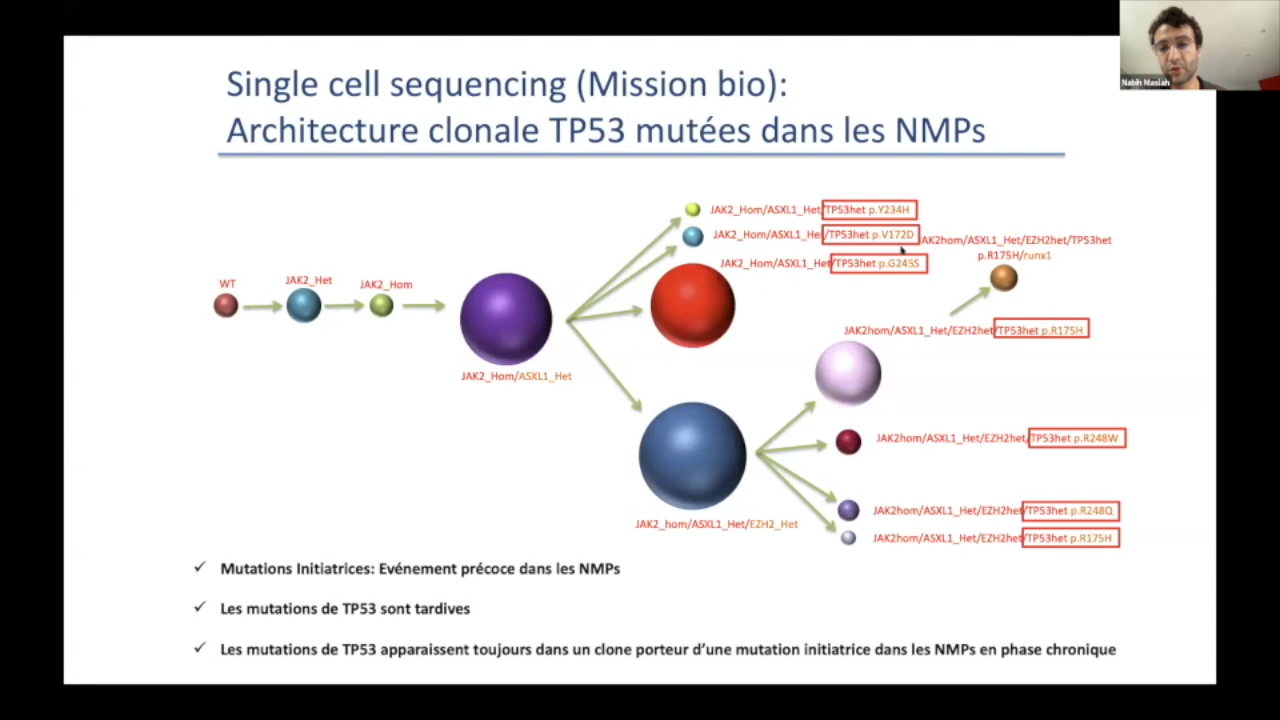 Nabih Maslah
Single cell sequencing (Mission bio):
Architecture clonale TP53 mutées dans les NMPs
JAK2_Hom/ASXL1_Het/TP53het p.Y234H
JAK2_Hom/ASXL1_Het/TP53het p.V172D
JAK2hom/ASXL1_Het/EZH2het/TP53het
p.R175H/runx1
JAK2_Hom/ASXL1_Het/TP53het p.G245S
WT
JAK2_Het
JAK2_Hom
JAK2hom/ASXL1_Het/EZH2het/TP53het p.R175H
JAK2_Hom/ASXL1_Het
JAK2hom/ASXL1_Het/EZH2het/TP53het p.R248W
JAK2hom/ASXL1_Het/EZH2het/TP53het p.R248Q
JAK2_hom/ASXL1_Het/EZH2_Het
JAK2hom/ASXL1_Het/EZH2het/TP53het p.R175H
✓ Mutations Initiatrices: Evénement précoce dans les NMPs
✓ Les mutations de TP53 sont tardives
✓ Les mutations de TP53 apparaissent toujours dans un clone porteur d'une mutation initiatrice dans les NMPs en phase chronique